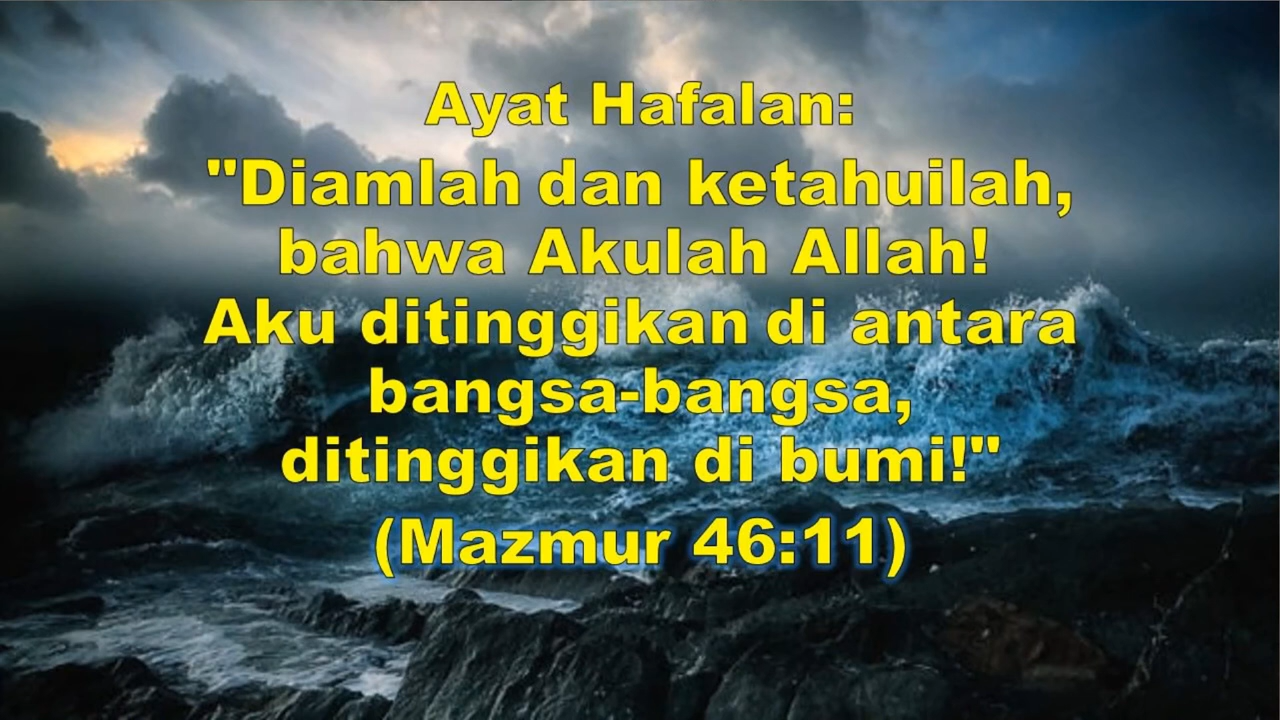 Ayat Hafalan:
"Diamlah dan ketahuilah,
bahwa Akulah Allah!
Aku ditinggikan di antara
bangsa-bangsa,
ditinggikan di bumi!"
(Mazmur 46:11)